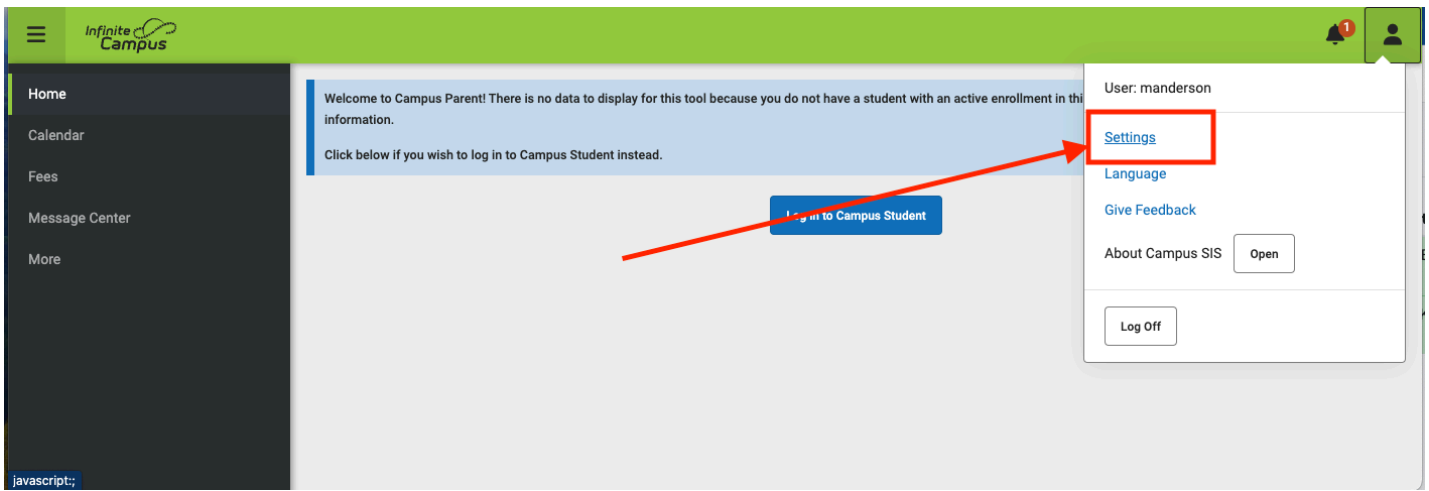 Infinite
Campus
1
Home
Calendar
Fees
Message Center
More
Welcome to Campus Parent! There is no data to display for this tool because you do not have a student with an active enrollment in thi
information.
Click below if you wish to log in to Campus Student instead.
Log in to Campus Student
User: manderson
Settings
Language
Give Feedback
About Campus SIS Open
Log Off
javascript:;